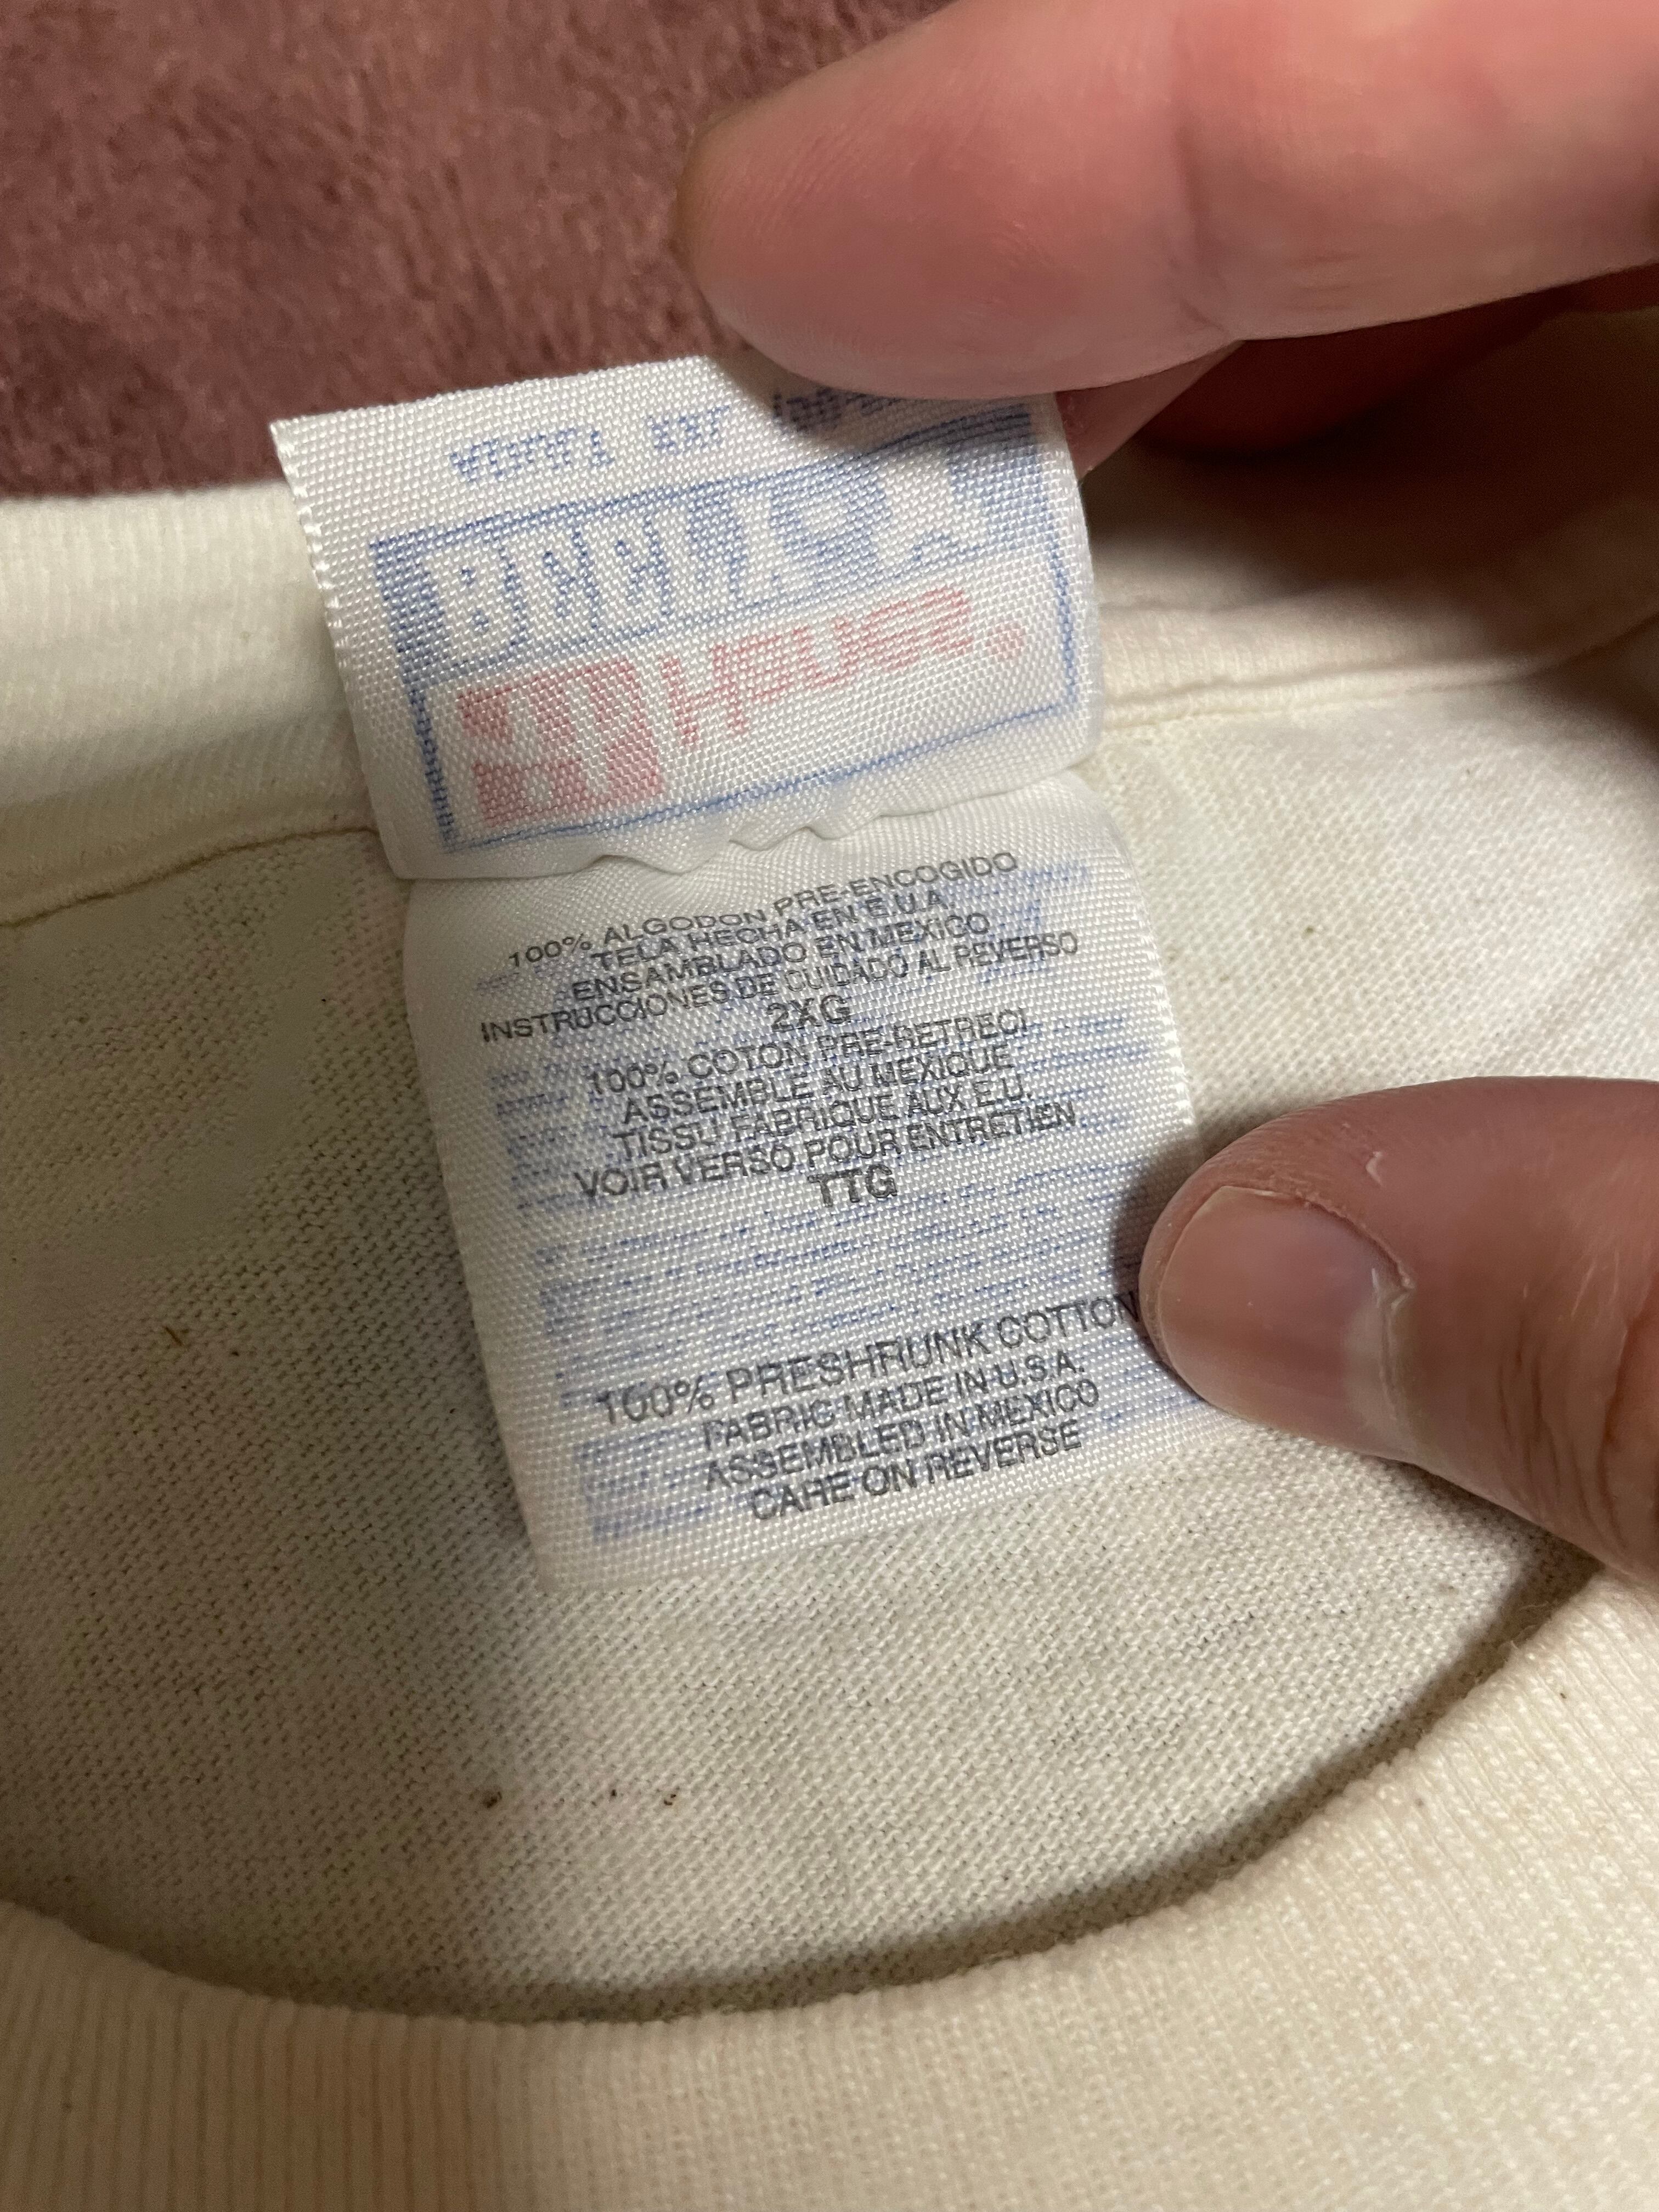 HOUSE.
100% ALGODON PRE-ENCOGIDO
TELA HECHA EN E.U.A.
ENSAMBLADO EN MEXICO
INSTRUCCIONES DE CUIDADO AL REVERSO
2XG
100% COTON PRE-RETRECI
ASSEMBLE AU MEXIQUE
TISSU FABRIQUE AUX E.U.
VOIR VERSO POUR ENTRETIEN
TTG
100% PRESHRUNK COTTON
FABRIC MADE IN U.S.A.
ASSEMBLED IN MEXICO
CARE ON REVERSE